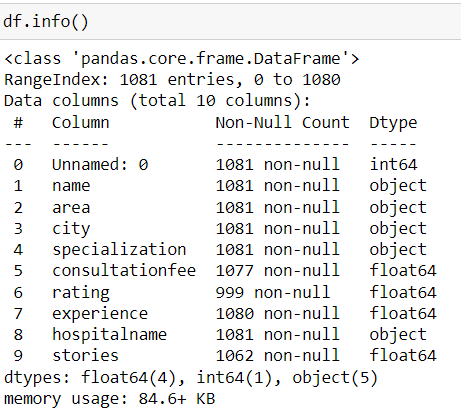 df.info()
<class 'pandas.core.frame.DataFrame'>
RangeIndex: 1081 entries, 0 to 1080
Data columns (total 10 columns):
 #   Column           Non-Null Count  Dtype
---  ------           --------------  -----
 0   Unnamed: 0       1081 non-null   int64
 1   name             1081 non-null   object
 2   area             1081 non-null   object
 3   city             1081 non-null   object
 4   specialization   1081 non-null   object
 5   consultationfee  1077 non-null   float64
 6   rating           999 non-null    float64
 7   experience       1080 non-null   float64
 8   hospitalname     1081 non-null   object
 9   stories          1062 non-null   float64
dtypes: float64(4), int64(1), object(5)
memory usage: 84.6+ KB